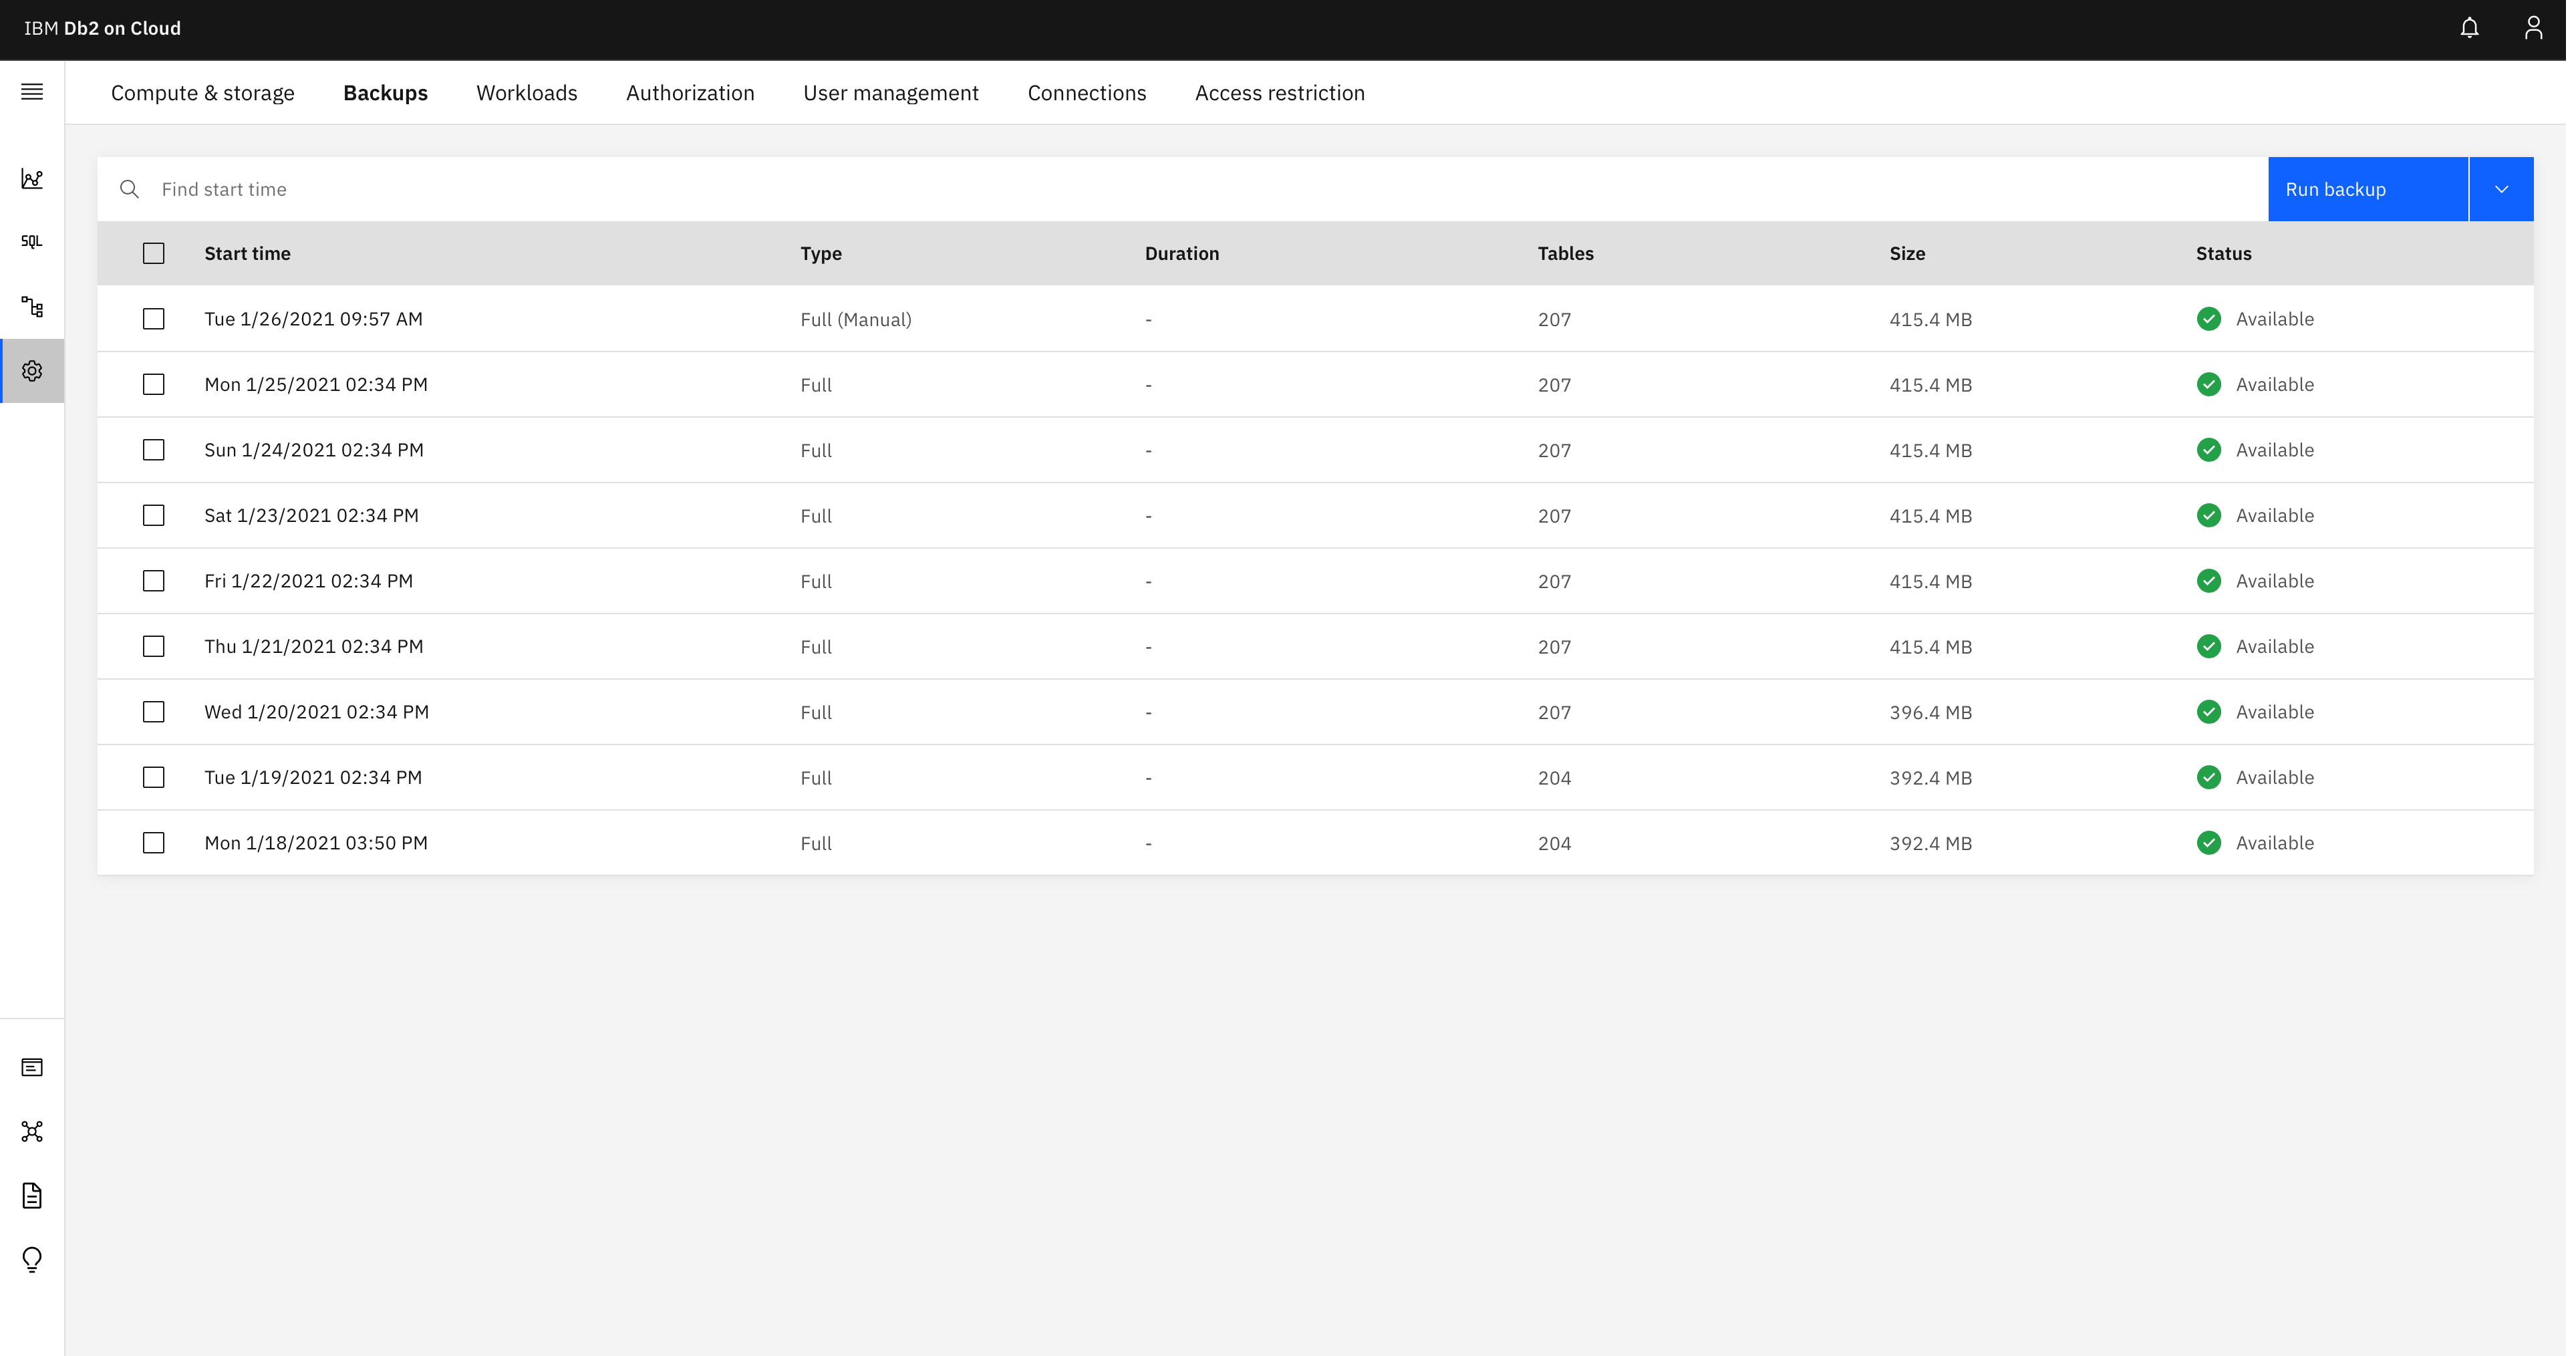 IBM Db2 on Cloud
Compute & storage Backups Workloads Authorization User management Connections Access restriction
SQL
Find start time Run backup
Start time Type Duration Tables Size Status
Tue 1/26/2021 09:57 AM Full (Manual) - 207 415.4 MB Available
Mon 1/25/2021 02:34 PM Full - 207 415.4 MB Available
Sun 1/24/2021 02:34 PM Full - 207 415.4 MB Available
Sat 1/23/2021 02:34 PM Full - 207 415.4 MB Available
Fri 1/22/2021 02:34 PM Full - 207 415.4 MB Available
Thu 1/21/2021 02:34 PM Full - 207 415.4 MB Available
Wed 1/20/2021 02:34 PM Full - 207 396.4 MB Available
Tue 1/19/2021 02:34 PM Full - 204 392.4 MB Available
Mon 1/18/2021 03:50 PM Full - 204 392.4 MB Available